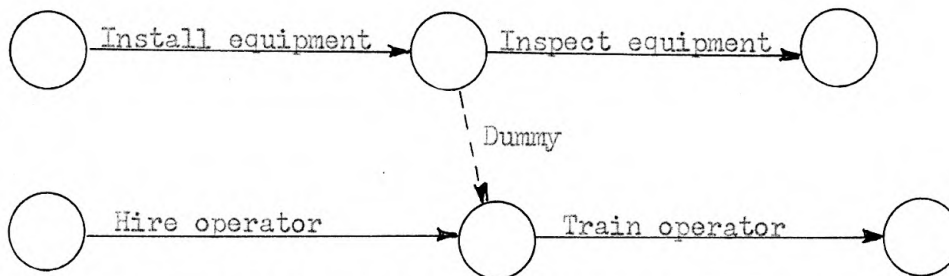 Install equipment
Inspect equipment
Dummy
Hire operator
Train operator